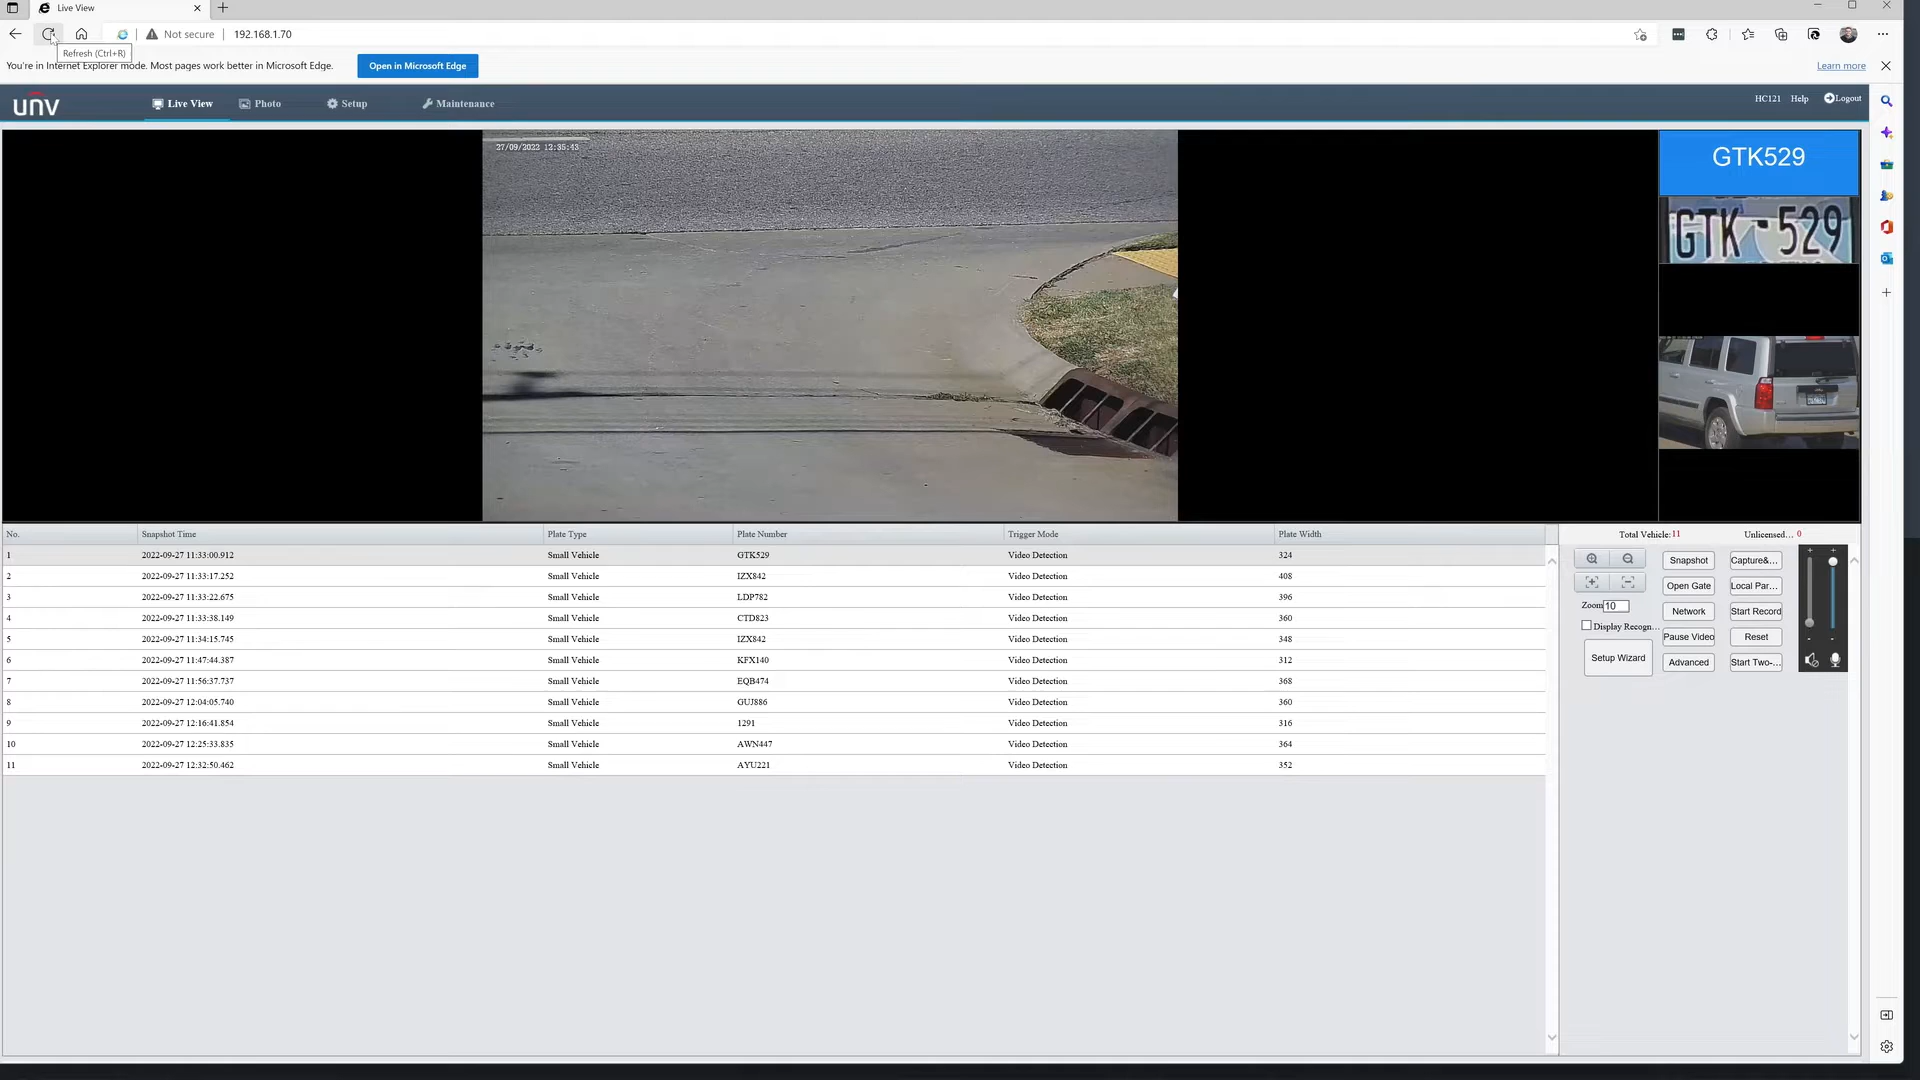 Live View
Not secure
192.168.1.70
Refresh (Ctrl+R)
You're in Internet Explorer mode. Most pages work better in Microsoft Edge.
Open in Microsoft Edge
Learn more
unv
Live View
Photo
Setup
Maintenance
HC121
Help
Logout
27/09/2022 12:35:43
GTK529
GTK 529
No. Snapshot Time Plate Type Plate Number Trigger Mode Plate Width
1 2022-09-27 11:33:00.912 Small Vehicle GTK529 Video Detection 324
2 2022-09-27 11:33:17.252 Small Vehicle IZX842 Video Detection 408
3 2022-09-27 11:33:22.675 Small Vehicle LDP782 Video Detection 396
4 2022-09-27 11:33:38.149 Small Vehicle CTD823 Video Detection 360
5 2022-09-27 11:34:15.745 Small Vehicle IZX842 Video Detection 348
6 2022-09-27 11:47:44.387 Small Vehicle KFX140 Video Detection 312
7 2022-09-27 11:56:37.737 Small Vehicle EQB474 Video Detection 368
8 2022-09-27 12:04:05.740 Small Vehicle GUJ886 Video Detection 360
9 2022-09-27 12:16:41.854 Small Vehicle 1291 Video Detection 316
10 2022-09-27 12:25:33.835 Small Vehicle AWN447 Video Detection 364
11 2022-09-27 12:32:50.462 Small Vehicle AYU221 Video Detection 352
Total Vehicle:11 Unlicensed... 0
Snapshot Capture&...
Open Gate Local Par...
Zoom 10
Network Start Record
Display Recogn...
Pause Video Reset
Setup Wizard
Advanced Start Two-...